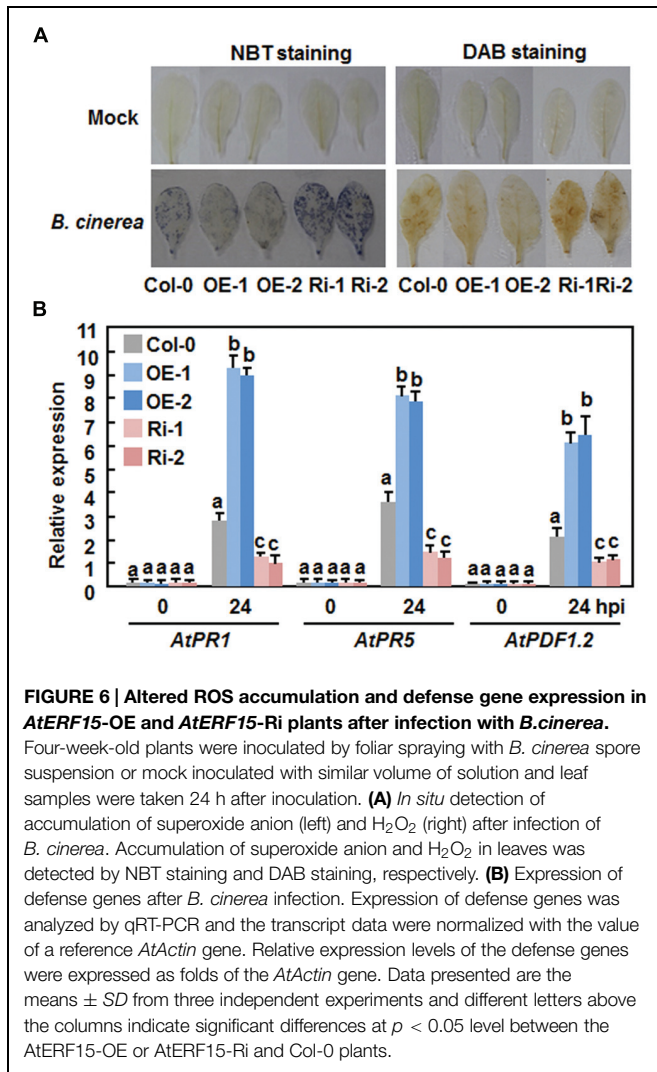 A
NBT staining DAB staining
Mock
B. cinerea
Col-0 OE-1 OE-2 Ri-1 Ri-2 Col-0 OE-1 OE-2 Ri-1Ri-2
B
Relative expression
11
10
9
8
7
6
5
4
3
2
1
0
Col-0
OE-1
OE-2
Ri-1
Ri-2
a a a a a a b b c c a a a a a a b b c c a a a a a a b b c c
0 24 0 24 0 24 hpi
AtPR1 AtPR5 AtPDF1.2
FIGURE 6 | Altered ROS accumulation and defense gene expression in
AtERF15-OE and AtERF15-Ri plants after infection with B.cinerea.
Four-week-old plants were inoculated by foliar spraying with B. cinerea spore
suspension or mock inoculated with similar volume of solution and leaf
samples were taken 24 h after inoculation. (A) In situ detection of
accumulation of superoxide anion (left) and H₂O₂ (right) after infection of
B. cinerea. Accumulation of superoxide anion and H₂O₂ in leaves was
detected by NBT staining and DAB staining, respectively. (B) Expression of
defense genes after B. cinerea infection. Expression of defense genes was
analyzed by qRT-PCR and the transcript data were normalized with the value
of a reference AtActin gene. Relative expression levels of the defense genes
were expressed as folds of the AtActin gene. Data presented are the
means ± SD from three independent experiments and different letters above
the columns indicate significant differences at p < 0.05 level between the
AtERF15-OE or AtERF15-Ri and Col-0 plants.